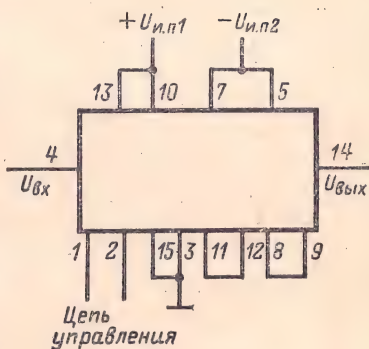 +Uи.п1 −Uи.п2
13 10 7 5
4 14
Uвх Uвых
1 2 15 3 11 12 8 9
Цепь
управления